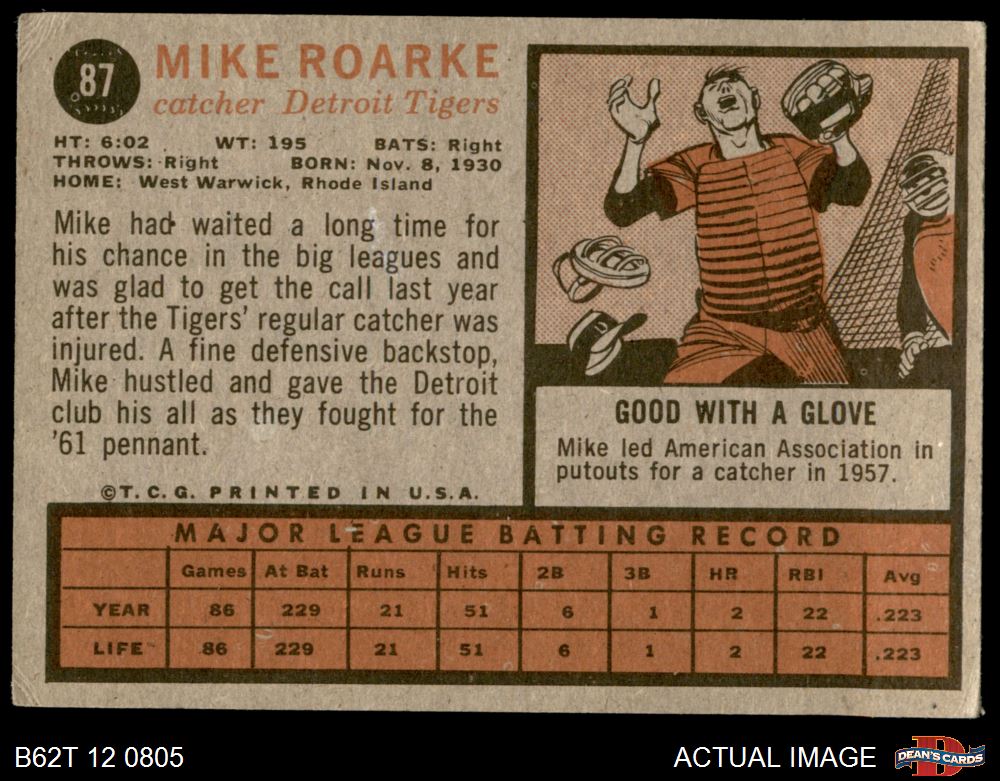 87
MIKE ROARKE
catcher Detroit Tigers
HT: 6:02 WT: 195 BATS: Right
THROWS: Right BORN: Nov. 8, 1930
HOME: West Warwick, Rhode Island
Mike had waited a long time for
his chance in the big leagues and
was glad to get the call last year
after the Tigers' regular catcher was
injured. A fine defensive backstop,
Mike hustled and gave the Detroit
club his all as they fought for the
'61 pennant.
©T.C.G. PRINTED IN U.S.A.
GOOD WITH A GLOVE
Mike led American Association in
putouts for a catcher in 1957.
MAJOR LEAGUE BATTING RECORD
Games At Bat Runs Hits 2B 3B HR RBI Avg
YEAR 86 229 21 51 6 1 2 22 .223
LIFE 86 229 21 51 6 1 2 22 .223
B62T 12 0805
ACTUAL IMAGE
D
DEAN'S CARDS